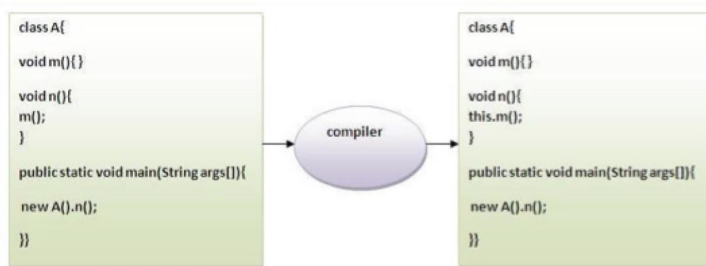 class A{
void m(){}
void n(){
m();
}
public static void main(String args[]){
new A().n();
}}
compiler
class A{
void m(){}
void n(){
this.m();
}
public static void main(String args[]){
new A().n();
}}